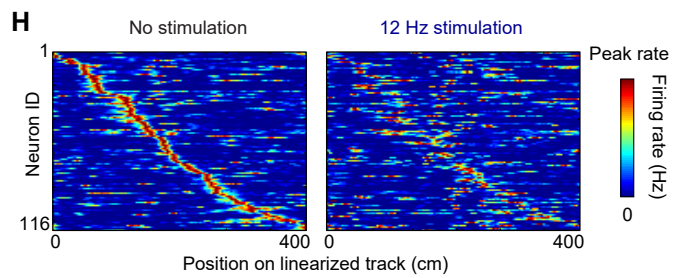 H
No stimulation
12 Hz stimulation
Peak rate
1
Neuron ID
116
Firing rate (Hz)
0
0
400
0
400
Position on linearized track (cm)